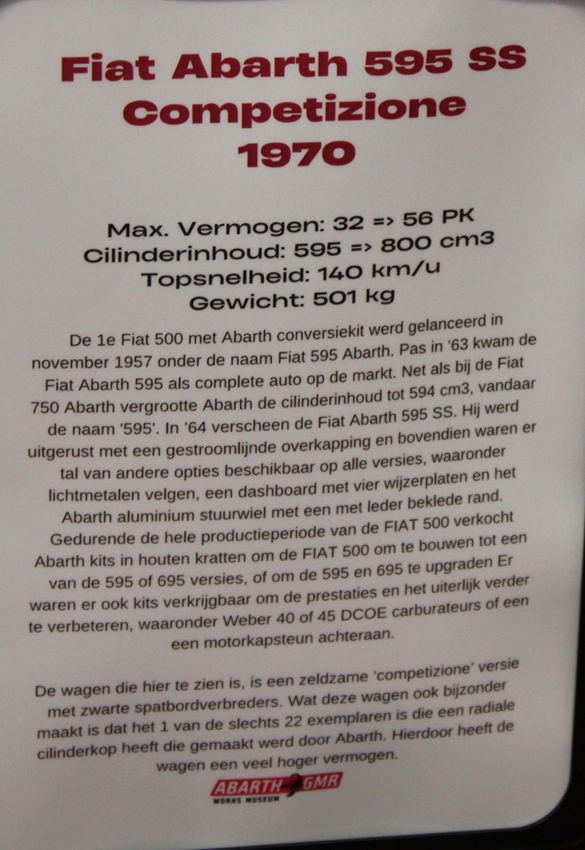 Fiat Abarth 595 SS
Competizione
1970
Max. Vermogen: 32 => 56 PK
Cilinderinhoud: 595 => 800 cm3
Topsnelheid: 140 km/u
Gewicht: 501 kg
De 1e Fiat 500 met Abarth conversiekit werd gelanceerd in
november 1957 onder de naam Fiat 595 Abarth. Pas in '63 kwam de
Fiat Abarth 595 als complete auto op de markt. Net als bij de Fiat
750 Abarth vergrootte Abarth de cilinderinhoud tot 594 cm3, vandaar
de naam '595'. In '64 verscheen de Fiat Abarth 595 SS. Hij werd
uitgerust met een gestroomlijnde overkapping en bovendien waren er
tal van andere opties beschikbaar op alle versies, waaronder
lichtmetalen velgen, een dashboard met vier wijzerplaten en het
Abarth aluminium stuurwiel met een met leder beklede rand.
Gedurende de hele productieperiode van de FIAT 500 verkocht
Abarth kits in houten kratten om de FIAT 500 om te bouwen tot een
van de 595 of 695 versies, of om de 595 en 695 te upgraden Er
waren er ook kits verkrijgbaar om de prestaties en het uiterlijk verder
te verbeteren, waaronder Weber 40 of 45 DCOE carburateurs of een
een motorkapsteun achteraan.
De wagen die hier te zien is, is een zeldzame 'competizione' versie
met zwarte spatbordverbreders. Wat deze wagen ook bijzonder
maakt is dat het 1 van de slechts 22 exemplaren is die een radiale
cilinderkop heeft die gemaakt werd door Abarth. Hierdoor heeft de
wagen een veel hoger vermogen.
ABARTH GMR
WORKS MUSEUM